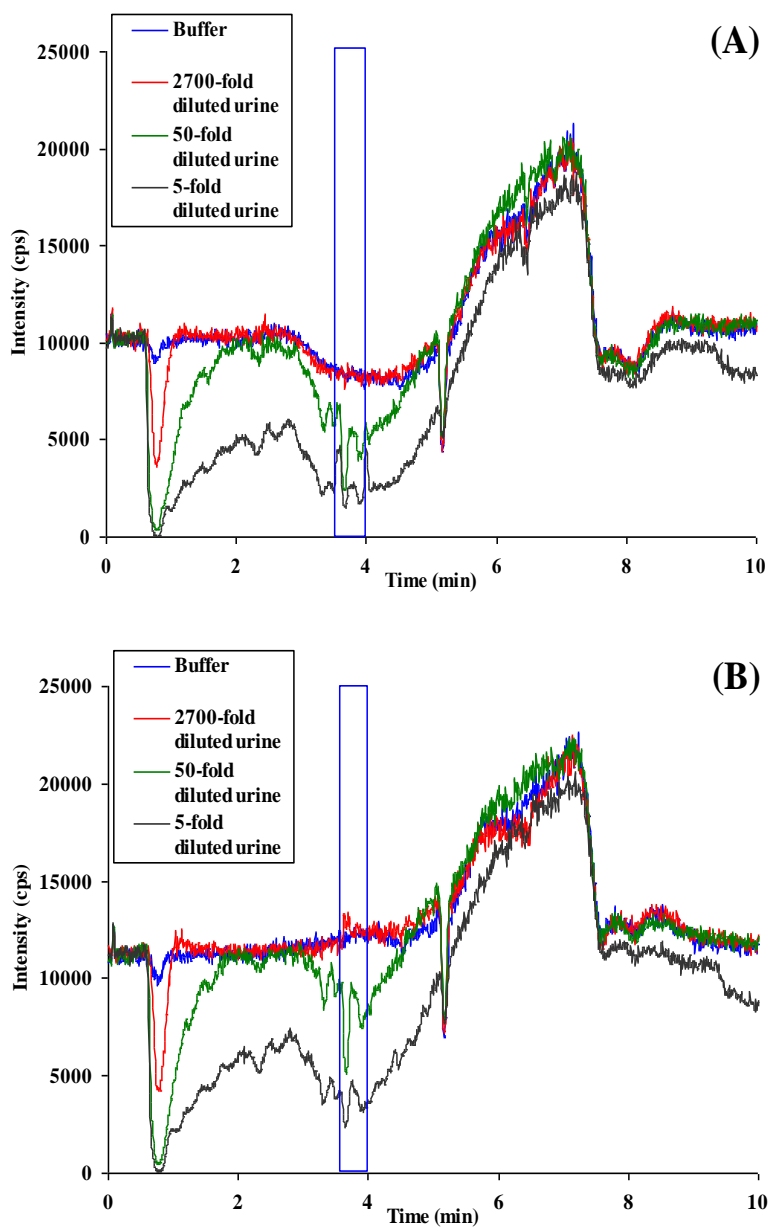 (A)
Buffer
2700-fold
diluted urine
50-fold
diluted urine
5-fold
diluted urine
25000
20000
15000
10000
5000
0
Intensity (cps)
0 2 4 6 8 10
Time (min)
(B)
Buffer
2700-fold
diluted urine
50-fold
diluted urine
5-fold
diluted urine
25000
20000
15000
10000
5000
0
Intensity (cps)
0 2 4 6 8 10
Time (min)